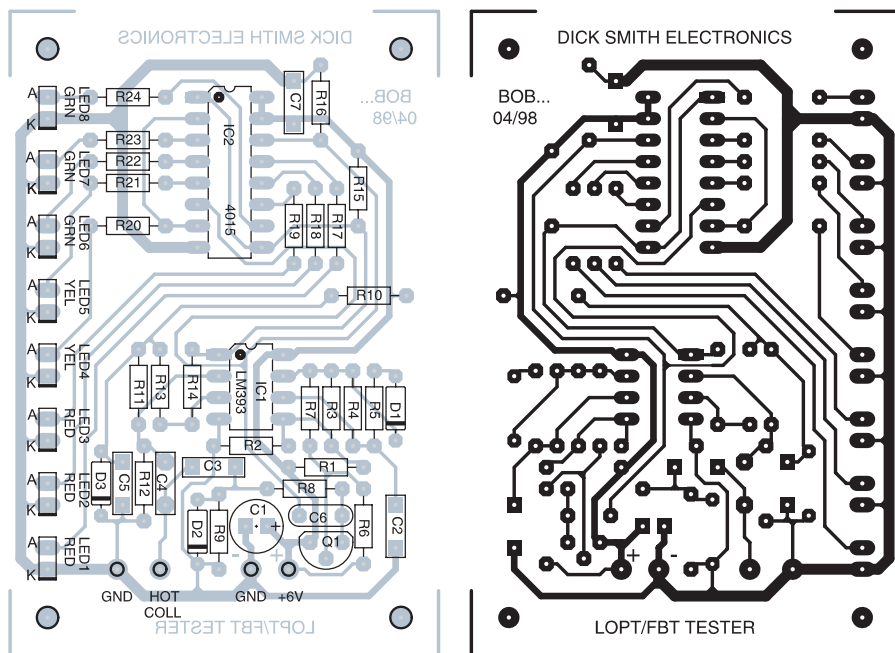 DICK SMITH ELECTRONICS
BOB...
04/98
A
K
GRN
LED8
A
K
GRN
LED7
A
K
GRN
LED6
A
K
YEL
LED5
A
K
YEL
LED4
A
K
RED
LED3
A
K
RED
LED2
A
K
RED
LED1
R24
R23
R22
R21
R20
IC2
4015
C7
R16
R15
R19
R18
R17
R10
R11
R13
R14
LM393
IC1
R7
R3
R4
R5
D1
R2
R1
R8
C3
D3
C5
R12
C4
D2
R9
C1
+
-
+
C6
Q1
R6
C2
GND
HOT
COLL
GND
+6V
LOPT/FBT TESTER
DICK SMITH ELECTRONICS
BOB...
04/98
+
-
LOPT/FBT TESTER